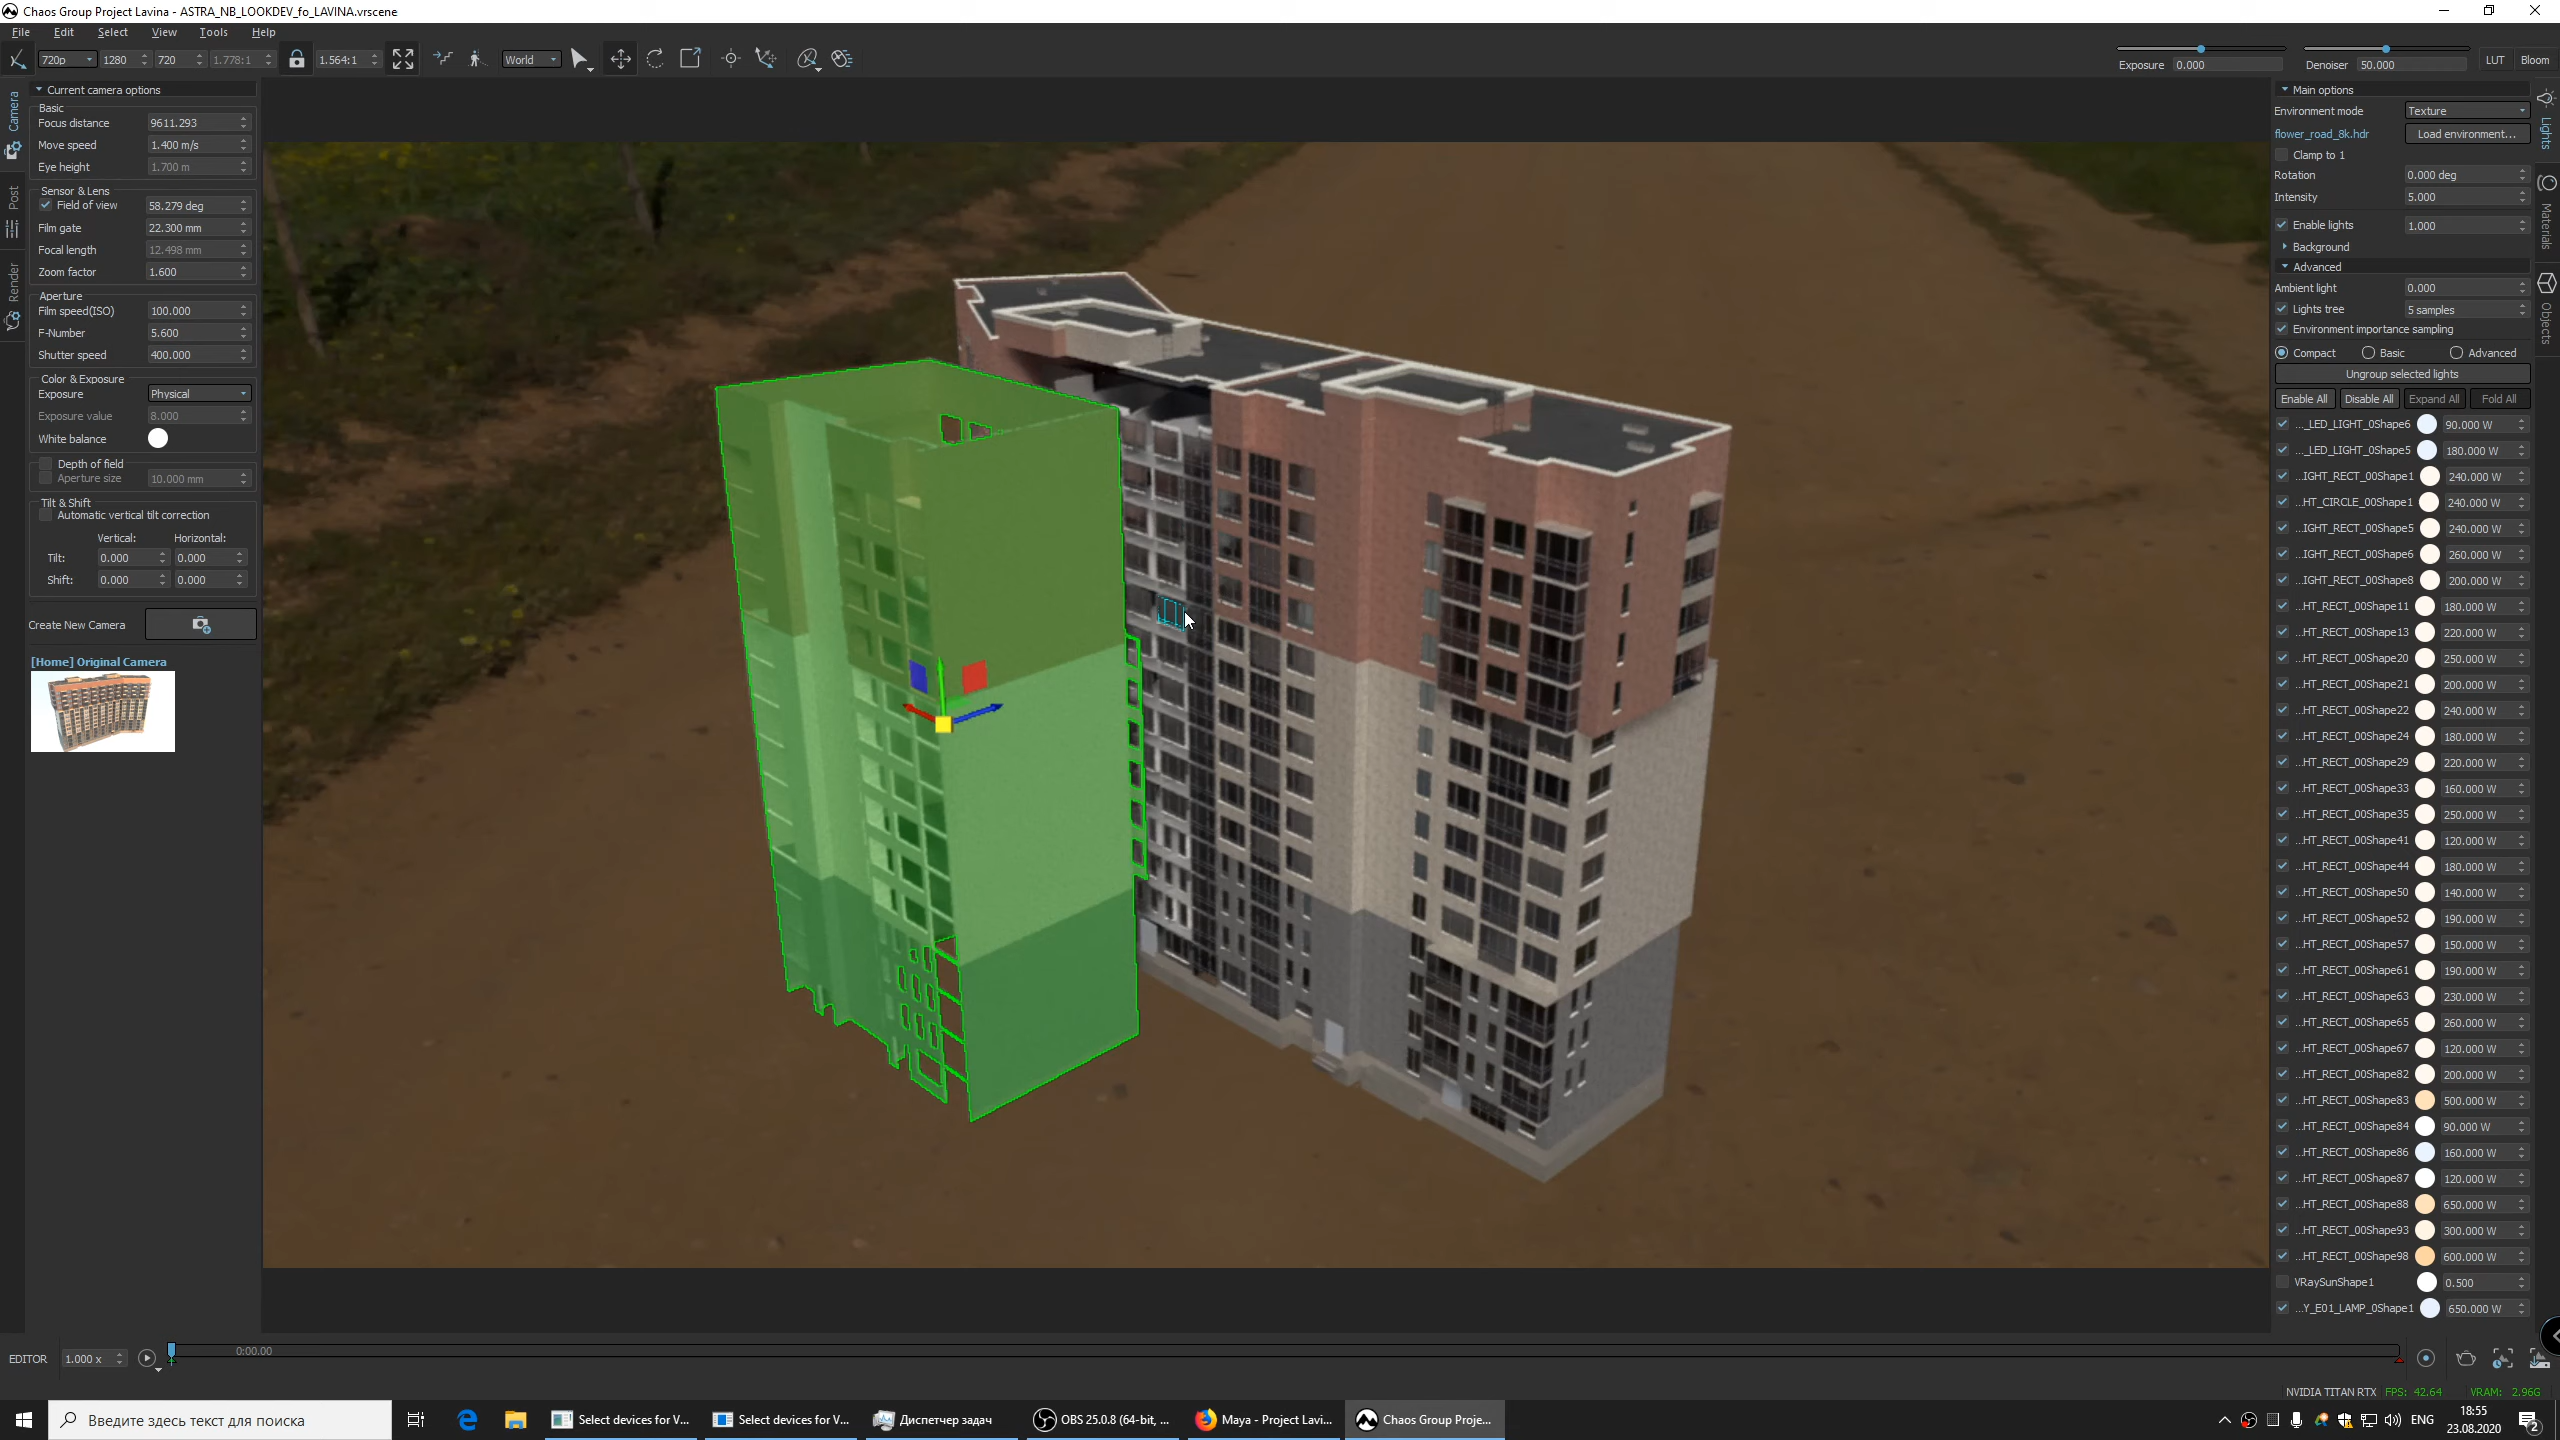 Chaos Group Project Lavina - ASTRA_NB_LOOKDEV_fo_LAVINA.vrscene
File Edit Select View Tools Help
720p 1280 720 1.778:1 1.564:1 World
Exposure 0.000 Denoiser 50.000 LUT Bloom
Camera
Post
Render
Current camera options
Basic
Focus distance 9611.293
Move speed 1.400 m/s
Eye height 1.700 m
Sensor & Lens
Field of view 58.279 deg
Film gate 22.300 mm
Focal length 12.498 mm
Zoom factor 1.600
Aperture
Film speed(ISO) 100.000
F-Number 5.600
Shutter speed 400.000
Color & Exposure
Exposure Physical
Exposure value 8.000
White balance
Depth of field
Aperture size 10.000 mm
Tilt & Shift
Automatic vertical tilt correction
Vertical: Horizontal:
Tilt: 0.000 0.000
Shift: 0.000 0.000
Create New Camera
[Home] Original Camera
Main options
Environment mode Texture
flower_road_8k.hdr Load environment...
Clamp to 1
Rotation 0.000 deg
Intensity 5.000
Enable lights 1.000
Background
Advanced
Ambient light 0.000
Lights tree 5 samples
Environment importance sampling
Compact Basic Advanced
Ungroup selected lights
Enable All Disable All Expand All Fold All
..._LED_LIGHT_0Shape6 90.000 W
..._LED_LIGHT_0Shape5 180.000 W
...IGHT_RECT_00Shape1 240.000 W
...HT_CIRCLE_00Shape1 240.000 W
...IGHT_RECT_00Shape5 240.000 W
...IGHT_RECT_00Shape6 260.000 W
...IGHT_RECT_00Shape8 200.000 W
...HT_RECT_00Shape11 180.000 W
...HT_RECT_00Shape13 220.000 W
...HT_RECT_00Shape20 250.000 W
...HT_RECT_00Shape21 200.000 W
...HT_RECT_00Shape22 240.000 W
...HT_RECT_00Shape24 180.000 W
...HT_RECT_00Shape29 220.000 W
...HT_RECT_00Shape33 160.000 W
...HT_RECT_00Shape35 250.000 W
...HT_RECT_00Shape41 120.000 W
...HT_RECT_00Shape44 180.000 W
...HT_RECT_00Shape50 140.000 W
...HT_RECT_00Shape52 190.000 W
...HT_RECT_00Shape57 150.000 W
...HT_RECT_00Shape61 190.000 W
...HT_RECT_00Shape63 230.000 W
...HT_RECT_00Shape65 260.000 W
...HT_RECT_00Shape67 120.000 W
...HT_RECT_00Shape82 200.000 W
...HT_RECT_00Shape83 500.000 W
...HT_RECT_00Shape84 90.000 W
...HT_RECT_00Shape86 160.000 W
...HT_RECT_00Shape87 120.000 W
...HT_RECT_00Shape88 650.000 W
...HT_RECT_00Shape93 300.000 W
...HT_RECT_00Shape98 600.000 W
VRaySunShape1 0.500
...Y_E01_LAMP_0Shape1 650.000 W
Lights
Materials
Objects
EDITOR 1.000 x 0:00.00
NVIDIA TITAN RTX FPS: 42.64 VRAM: 2.96G
Введите здесь текст для поиска
Select devices for V...
Select devices for V...
Диспетчер задач
OBS 25.0.8 (64-bit, ...
Maya - Project Lavi...
Chaos Group Proje...
ENG
18:55
23.08.2020
2